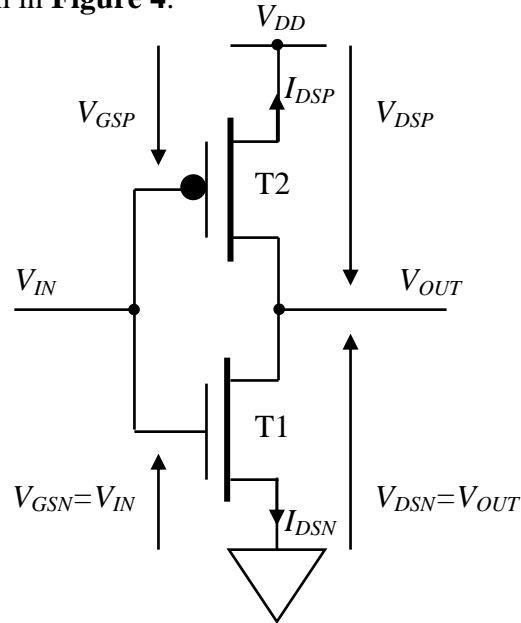 n in Figure 4.
V_DD
I_DSP
V_GSP
V_DSP
T2
V_IN
V_OUT
T1
V_GSN=V_IN
V_DSN=V_OUT
I_DSN